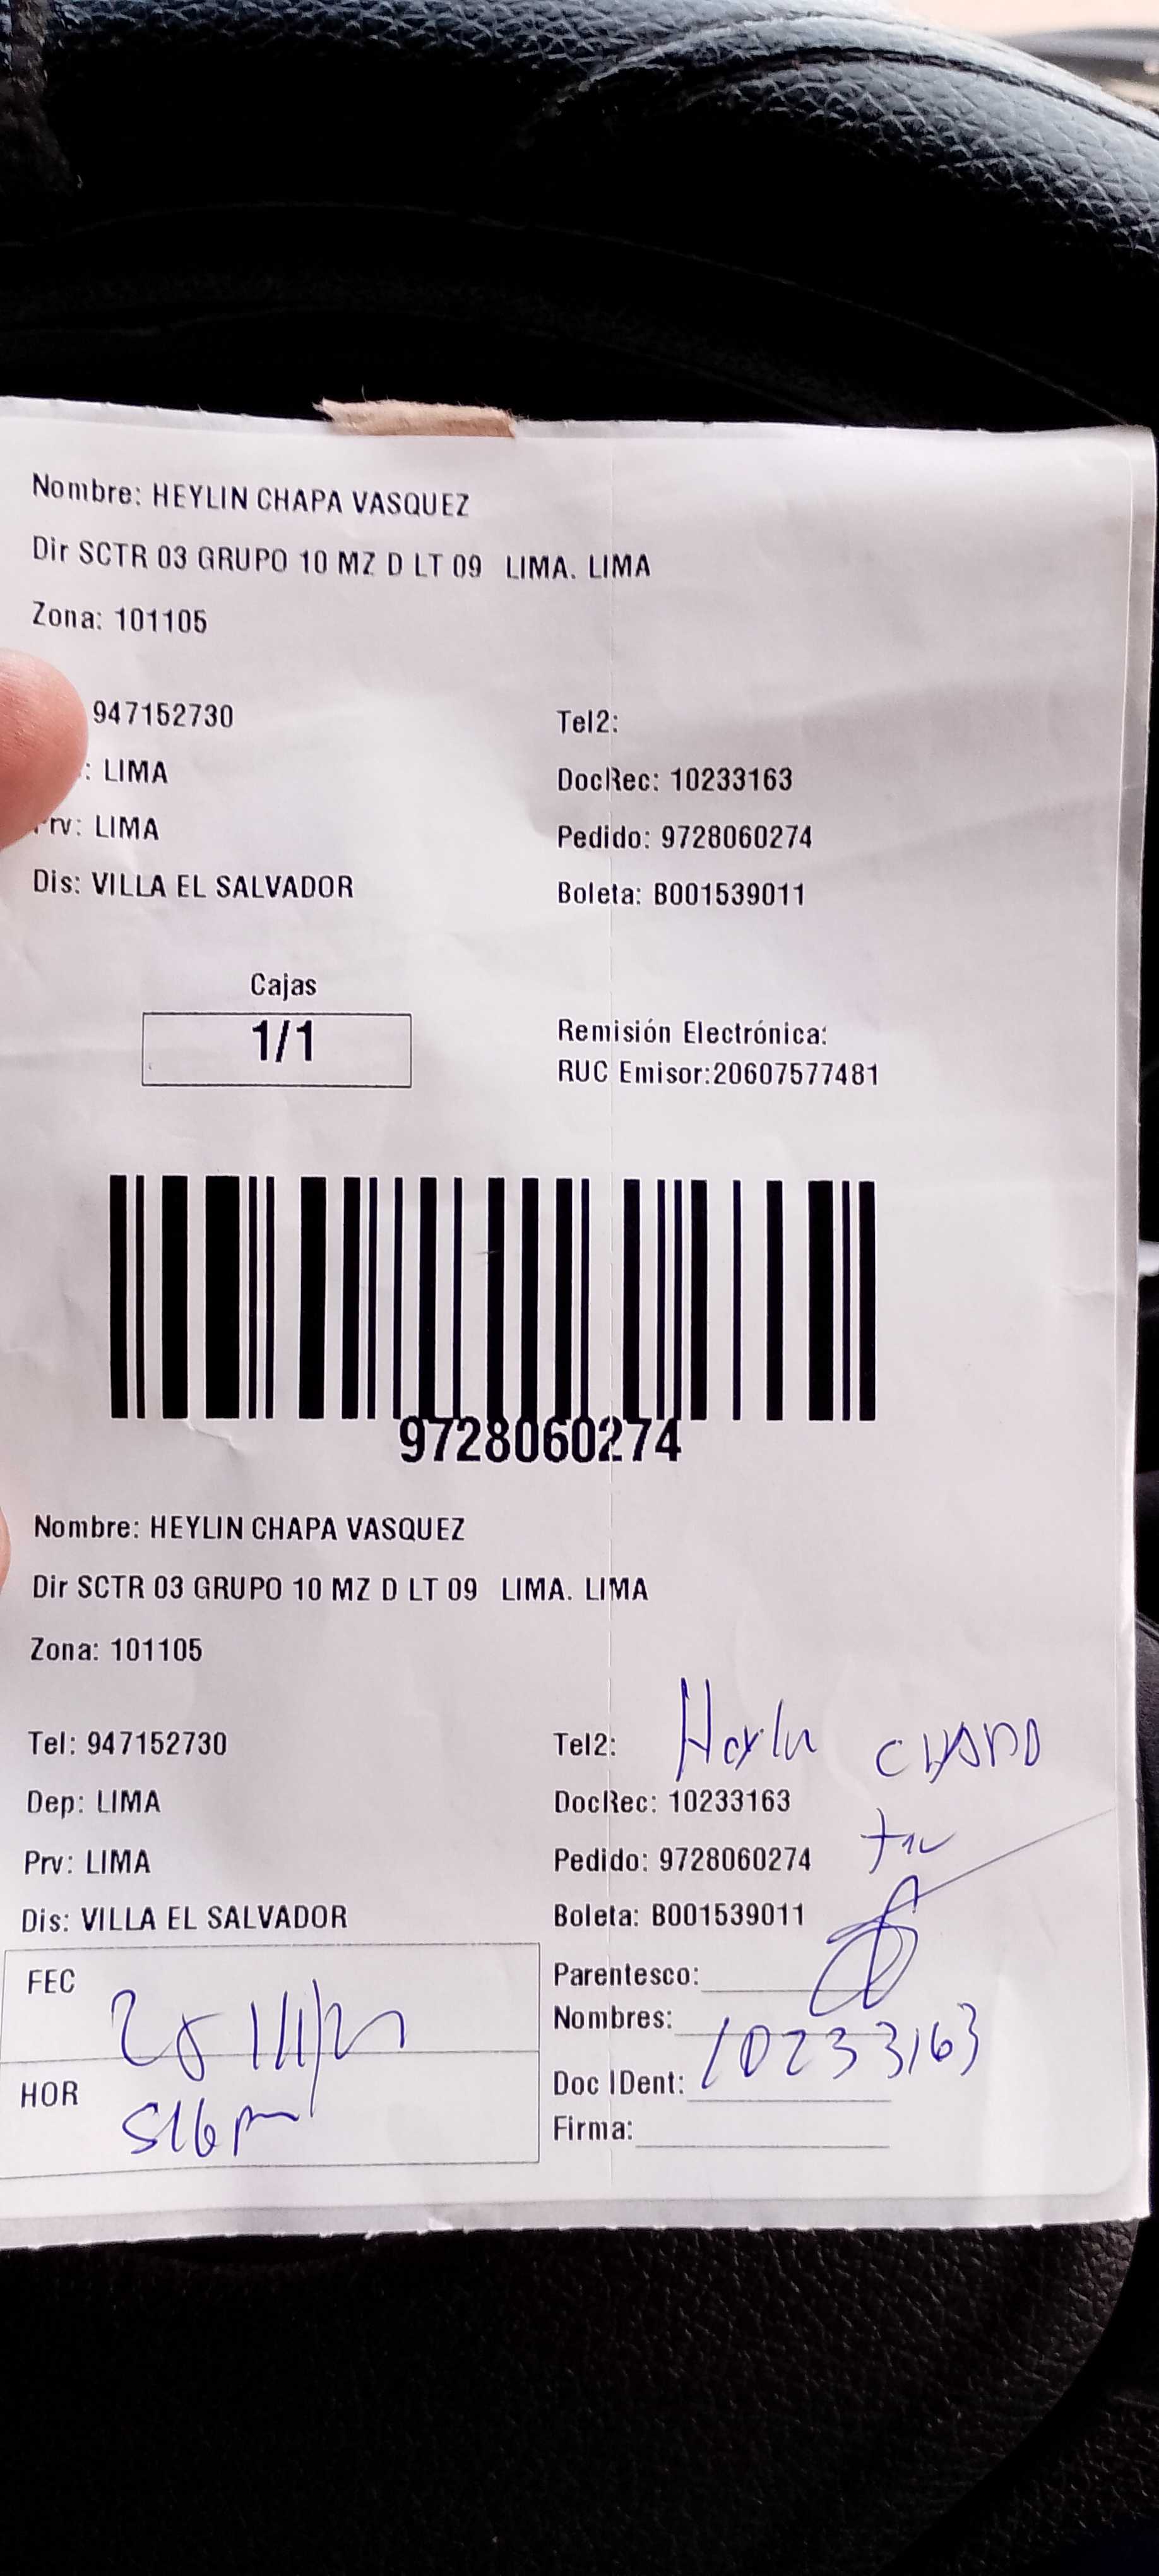 Nombre: HEYLIN CHAPA VASQUEZ
Dir SCTR 03 GRUPO 10 MZ D LT 09 LIMA. LIMA
Zona: 101105
947152730
Tel2:
: LIMA
DocRec: 10233163
rv: LIMA
Pedido: 9728060274
Dis: VILLA EL SALVADOR
Boleta: B001539011
Cajas
1/1
Remisión Electrónica:
RUC Emisor:20607577481
9728060274
Nombre: HEYLIN CHAPA VASQUEZ
Dir SCTR 03 GRUPO 10 MZ D LT 09 LIMA. LIMA
Zona: 101105
Tel: 947152730
Tel2:
Dep: LIMA
DocRec: 10233163
Prv: LIMA
Pedido: 9728060274
Dis: VILLA EL SALVADOR
Boleta: B001539011
FEC
Parentesco:
Nombres:
HOR
Doc IDent: 10233163
Firma: